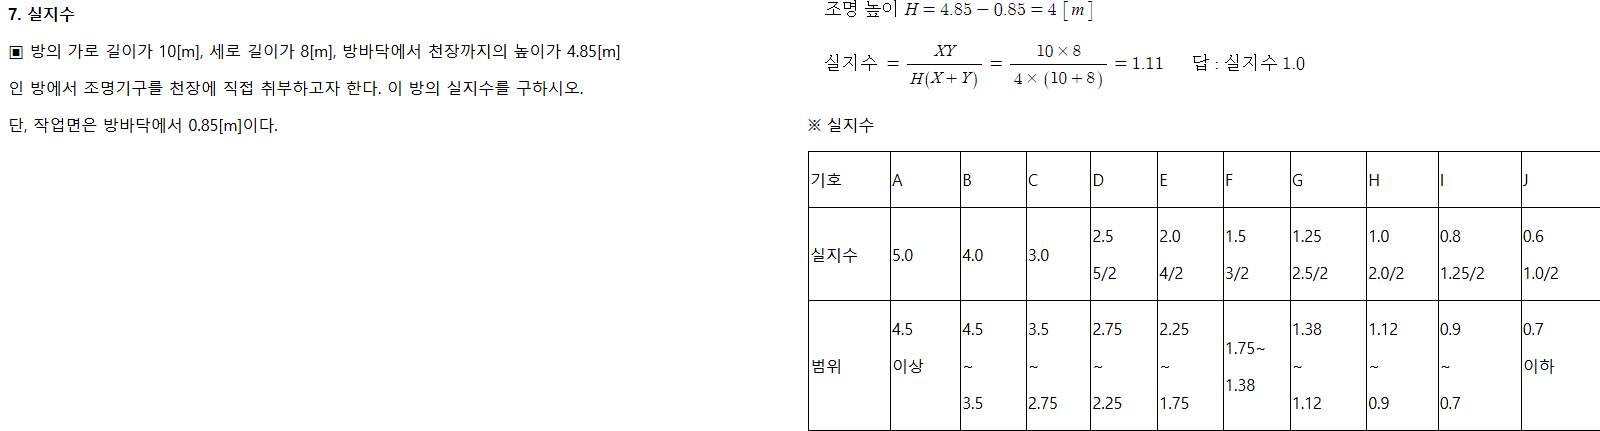 7. 실지수
▣ 방의 가로 길이가 10[m], 세로 길이가 8[m], 방바닥에서 천장까지의 높이가 4.85[m]
인 방에서 조명기구를 천장에 직접 취부하고자 한다. 이 방의 실지수를 구하시오.
단, 작업면은 방바닥에서 0.85[m]이다.
조명 높이 H = 4.85 − 0.85 = 4 [m]
실지수 = XY / H(X+Y) = 10 × 8 / 4 × (10 + 8) = 1.11 답 : 실지수 1.0
※ 실지수
기호 A B C D E F G H I J
실지수 5.0 4.0 3.0 2.5 5/2 2.0 4/2 1.5 3/2 1.25 2.5/2 1.0 2.0/2 0.8 1.25/2 0.6 1.0/2
범위 4.5 이상 4.5 ~ 3.5 3.5 ~ 2.75 2.75 ~ 2.25 2.25 ~ 1.75 1.75~ 1.38 1.38 ~ 1.12 1.12 ~ 0.9 0.9 ~ 0.7 0.7 이하